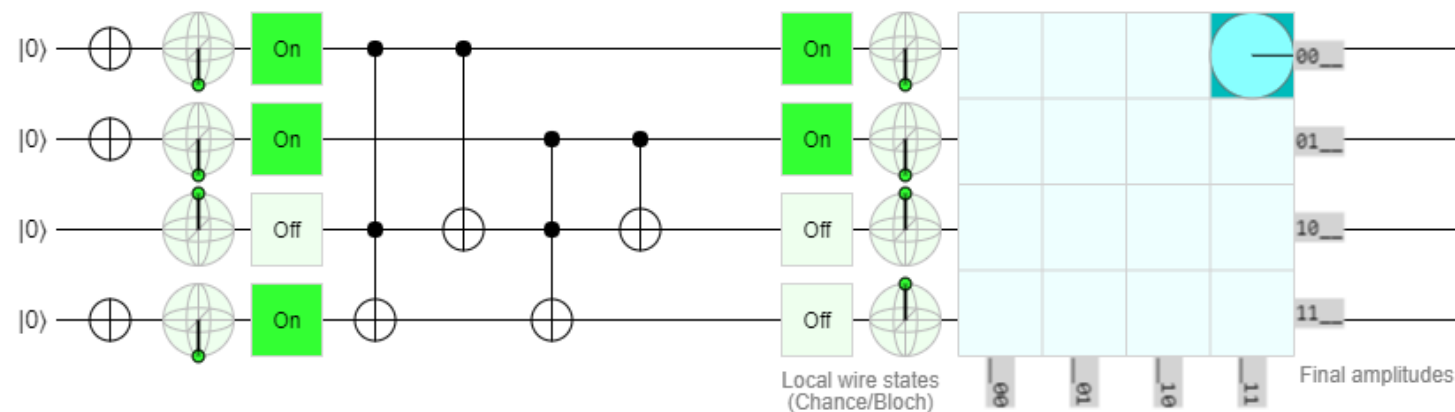 |0⟩ On On 00__
|0⟩ On On 01__
|0⟩ Off Off 10__
|0⟩ On Off 11__
Local wire states
(Chance/Bloch)
__00 __01 __10 __11
Final amplitudes